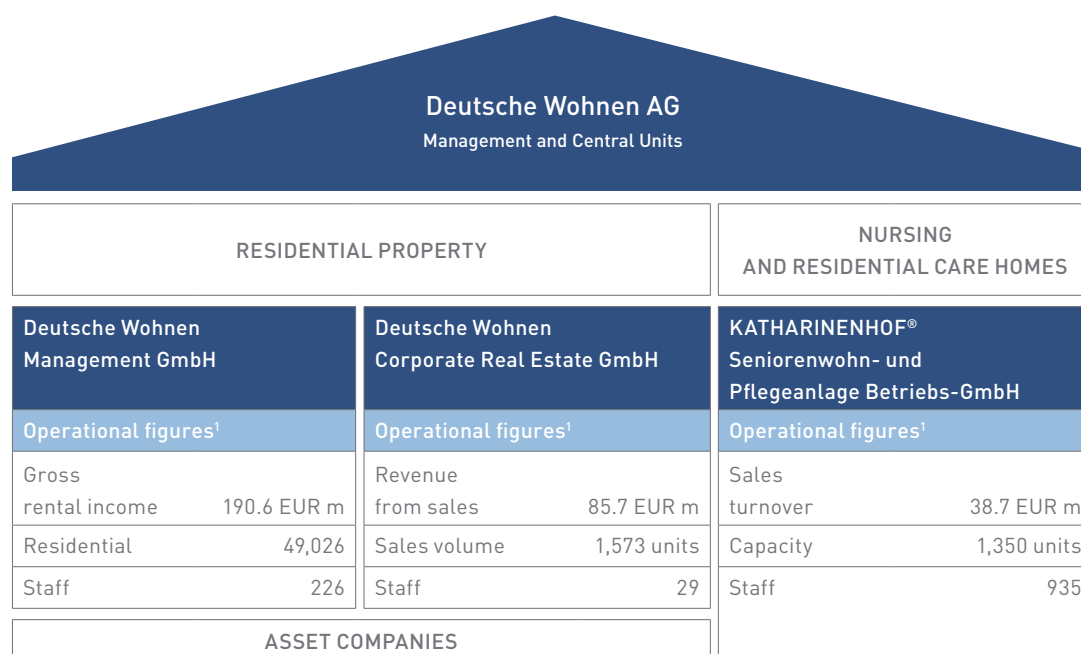 Deutsche Wohnen AG
Management and Central Units
RESIDENTIAL PROPERTY
NURSING
AND RESIDENTIAL CARE HOMES
Deutsche Wohnen
Management GmbH
Operational figures¹
Gross
rental income 190.6 EUR m
Residential 49,026
Staff 226
Deutsche Wohnen
Corporate Real Estate GmbH
Operational figures¹
Revenue
from sales 85.7 EUR m
Sales volume 1,573 units
Staff 29
KATHARINENHOF®
Seniorenwohn- und
Pflegeanlage Betriebs-GmbH
Operational figures¹
Sales
turnover 38.7 EUR m
Capacity 1,350 units
Staff 935
ASSET COMPANIES